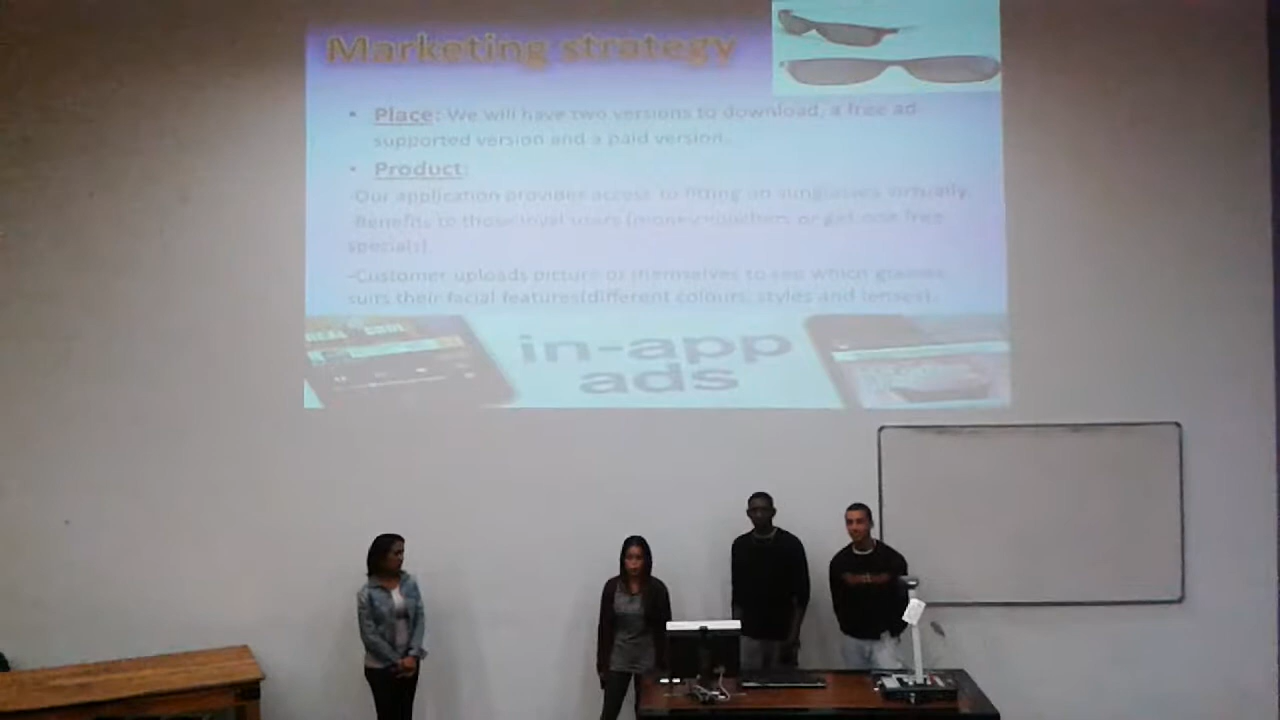 Marketing strategy
• Place: We will have two versions to download, a free ad
supported version and a paid version.
• Product:
-Our application provides access to fitting on sunglasses virtually.
-Benefits to those loyal users (money vouchers or get one free
specials)
-Customer uploads picture of themselves to see which glasses
suits their facial features(different colours, styles and lenses).
in-app
ads